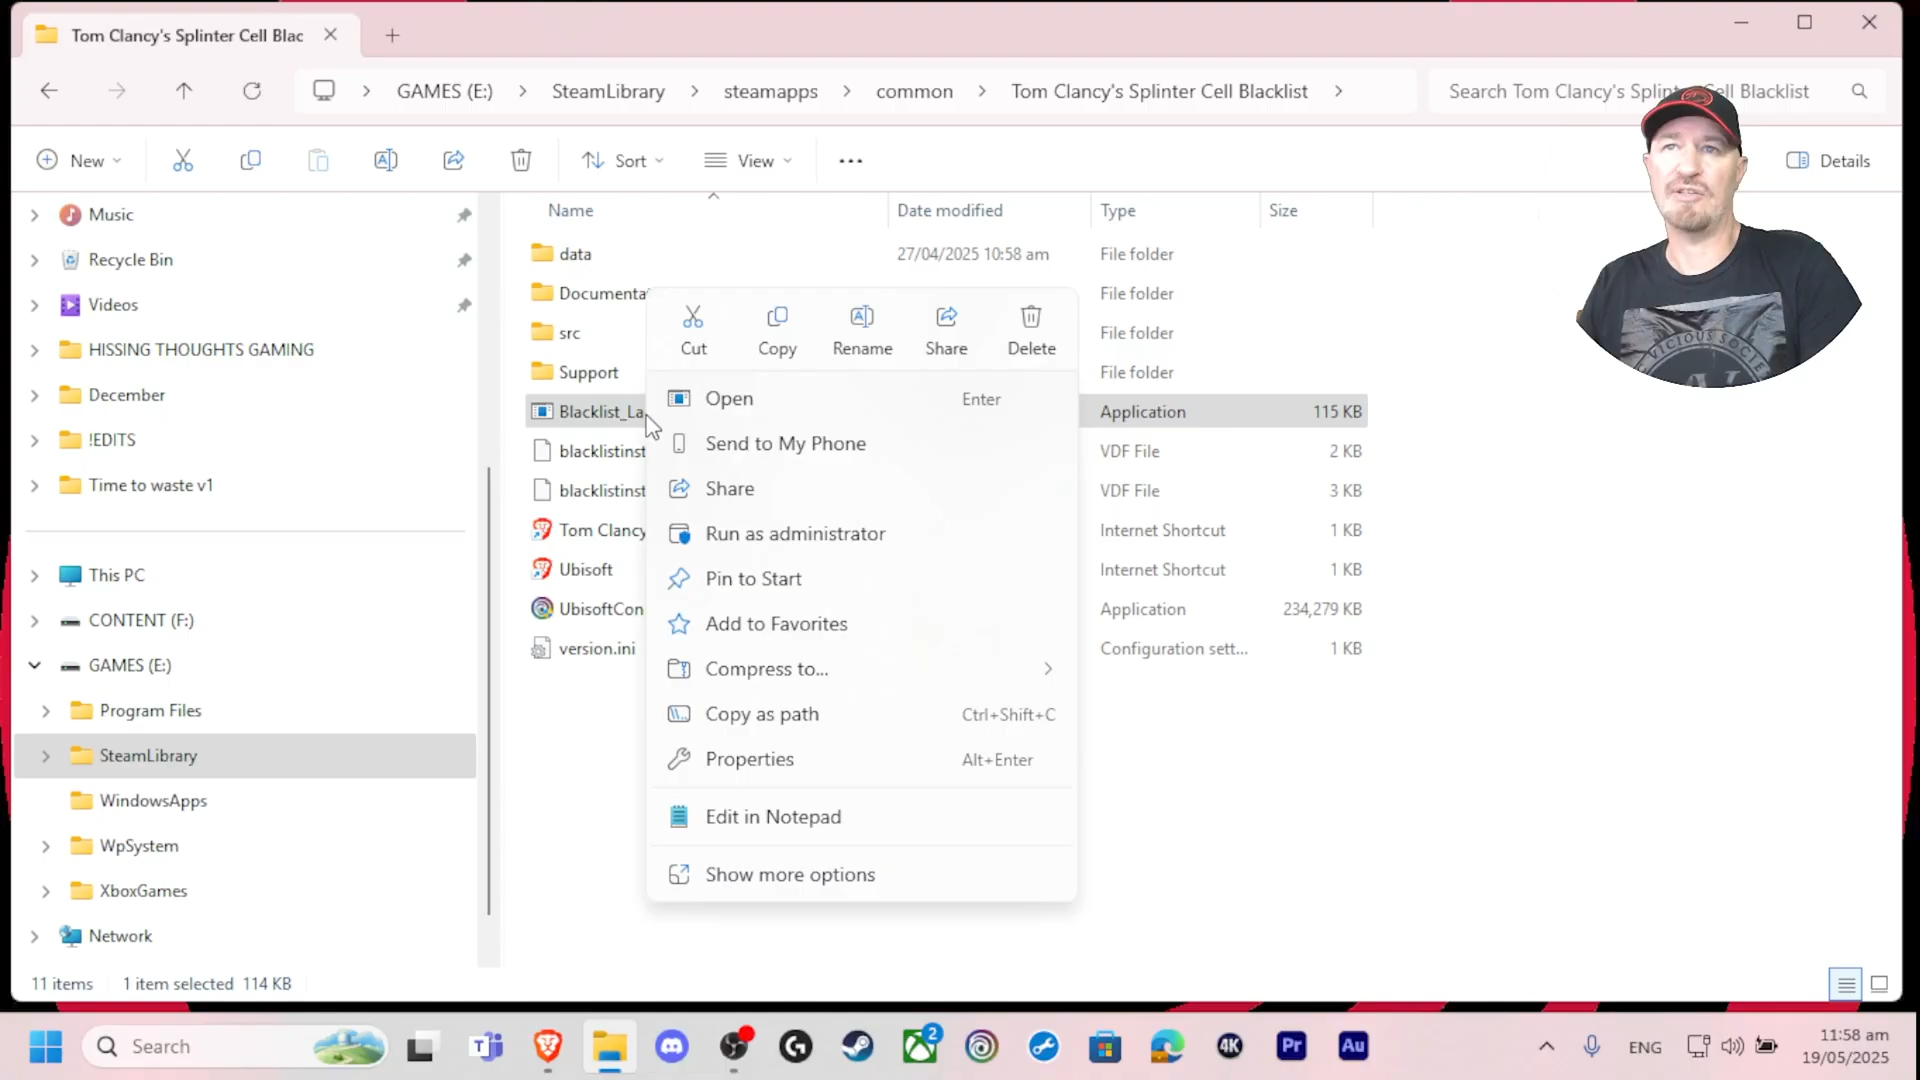 Tom Clancy's Splinter Cell Blac
GAMES (E:) > SteamLibrary > steamapps > common > Tom Clancy's Splinter Cell Blacklist >
Search Tom Clancy's Splinter Cell Blacklist
New
Sort
View
Details
Name Date modified Type Size
Music
Recycle Bin
Videos
HISSING THOUGHTS GAMING
December
!EDITS
Time to waste v1
This PC
CONTENT (F:)
GAMES (E:)
Program Files
SteamLibrary
WindowsApps
WpSystem
XboxGames
Network
data 27/04/2025 10:58 am File folder
Documenta File folder
src File folder
Support File folder
Blacklist_La Application 115 KB
blacklistinst VDF File 2 KB
blacklistinst VDF File 3 KB
Tom Clancy Internet Shortcut 1 KB
Ubisoft Internet Shortcut 1 KB
UbisoftCon Application 234,279 KB
version.ini Configuration sett... 1 KB
Cut Copy Rename Share Delete
Open Enter
Send to My Phone
Share
Run as administrator
Pin to Start
Add to Favorites
Compress to...
Copy as path Ctrl+Shift+C
Properties Alt+Enter
Edit in Notepad
Show more options
VICIOUS SOCIE
11 items 1 item selected 114 KB
Search
2
4K
Pr
Au
ENG
11:58 am
19/05/2025